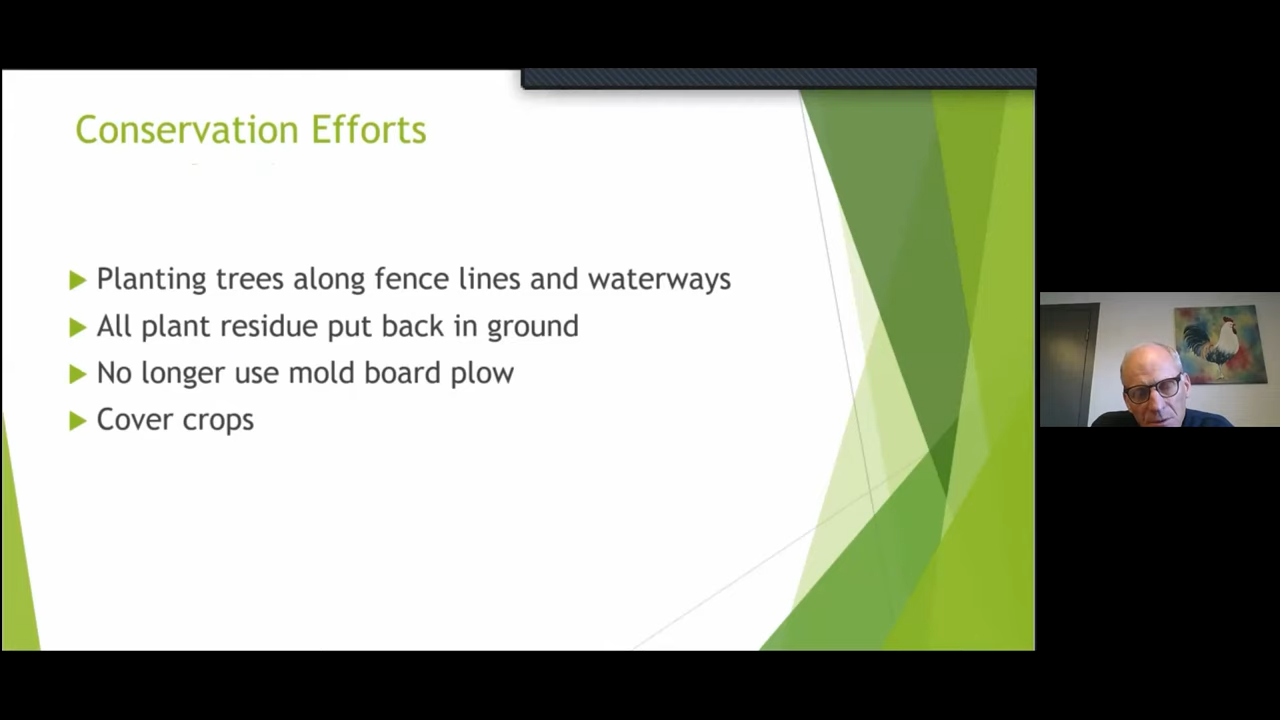 Conservation Efforts
Planting trees along fence lines and waterways
All plant residue put back in ground
No longer use mold board plow
Cover crops